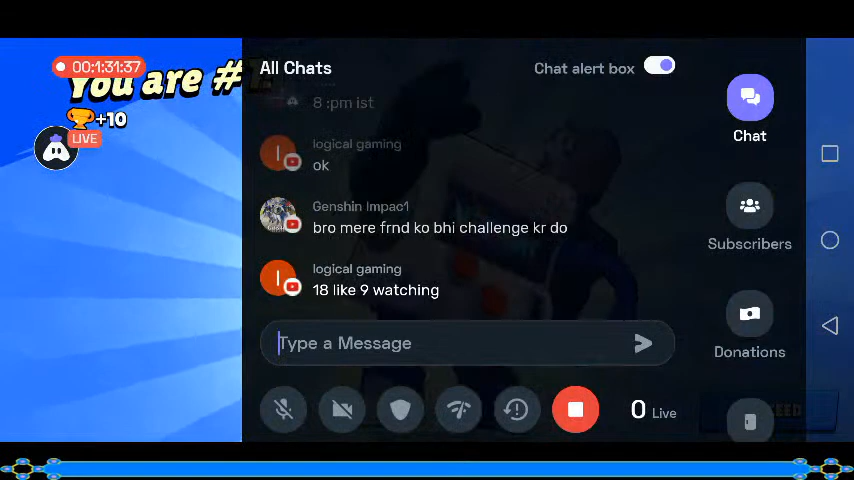 00:1:31:37
You are #1
+10
LIVE
All Chats
Chat alert box
8 :pm ist
logical gaming
ok
Genshin Impac1
bro mere frnd ko bhi challenge kr do
logical gaming
18 like 9 watching
Type a Message
0 Live
Chat
Subscribers
Donations